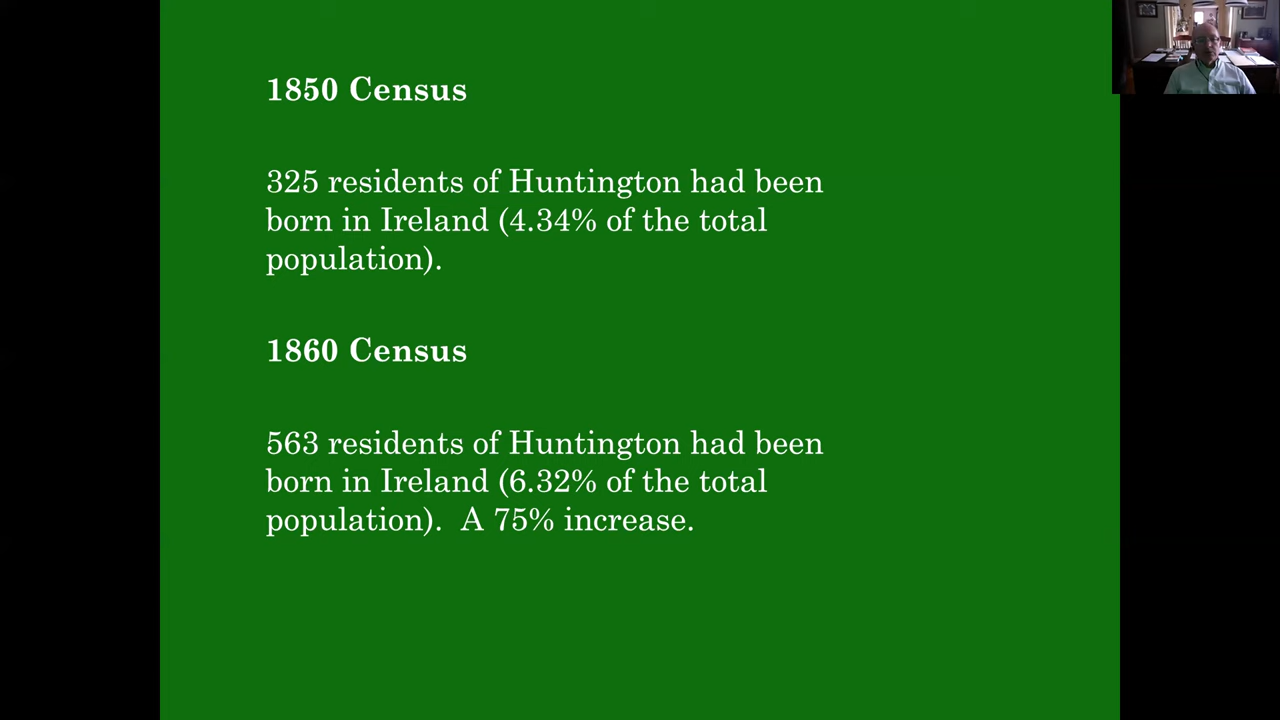 1850 Census
325 residents of Huntington had been
born in Ireland (4.34% of the total
population).
1860 Census
563 residents of Huntington had been
born in Ireland (6.32% of the total
population).  A 75% increase.